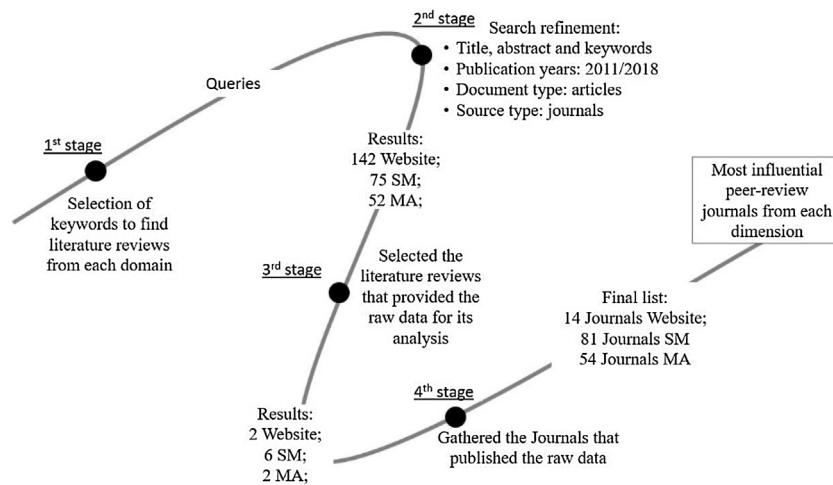 1st stage
Selection of
keywords to find
literature reviews
from each domain
Queries
2nd stage
Search refinement:
• Title, abstract and keywords
• Publication years: 2011/2018
• Document type: articles
• Source type: journals
Results:
142 Website;
75 SM;
52 MA;
3rd stage
Selected the
literature reviews
that provided the
raw data for its
analysis
Results:
2 Website;
6 SM;
2 MA;
4th stage
Gathered the Journals that
published the raw data
Final list:
14 Journals Website;
81 Journals SM
54 Journals MA
Most influential
peer-review
journals from each
dimension